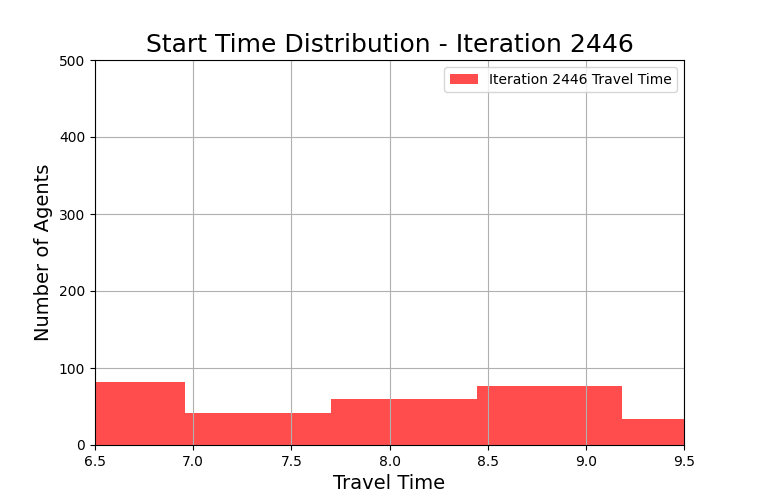 Start Time Distribution - Iteration 2446
Iteration 2446 Travel Time
Number of Agents
500
400
300
200
100
0
6.5 7.0 7.5 8.0 8.5 9.0 9.5
Travel Time